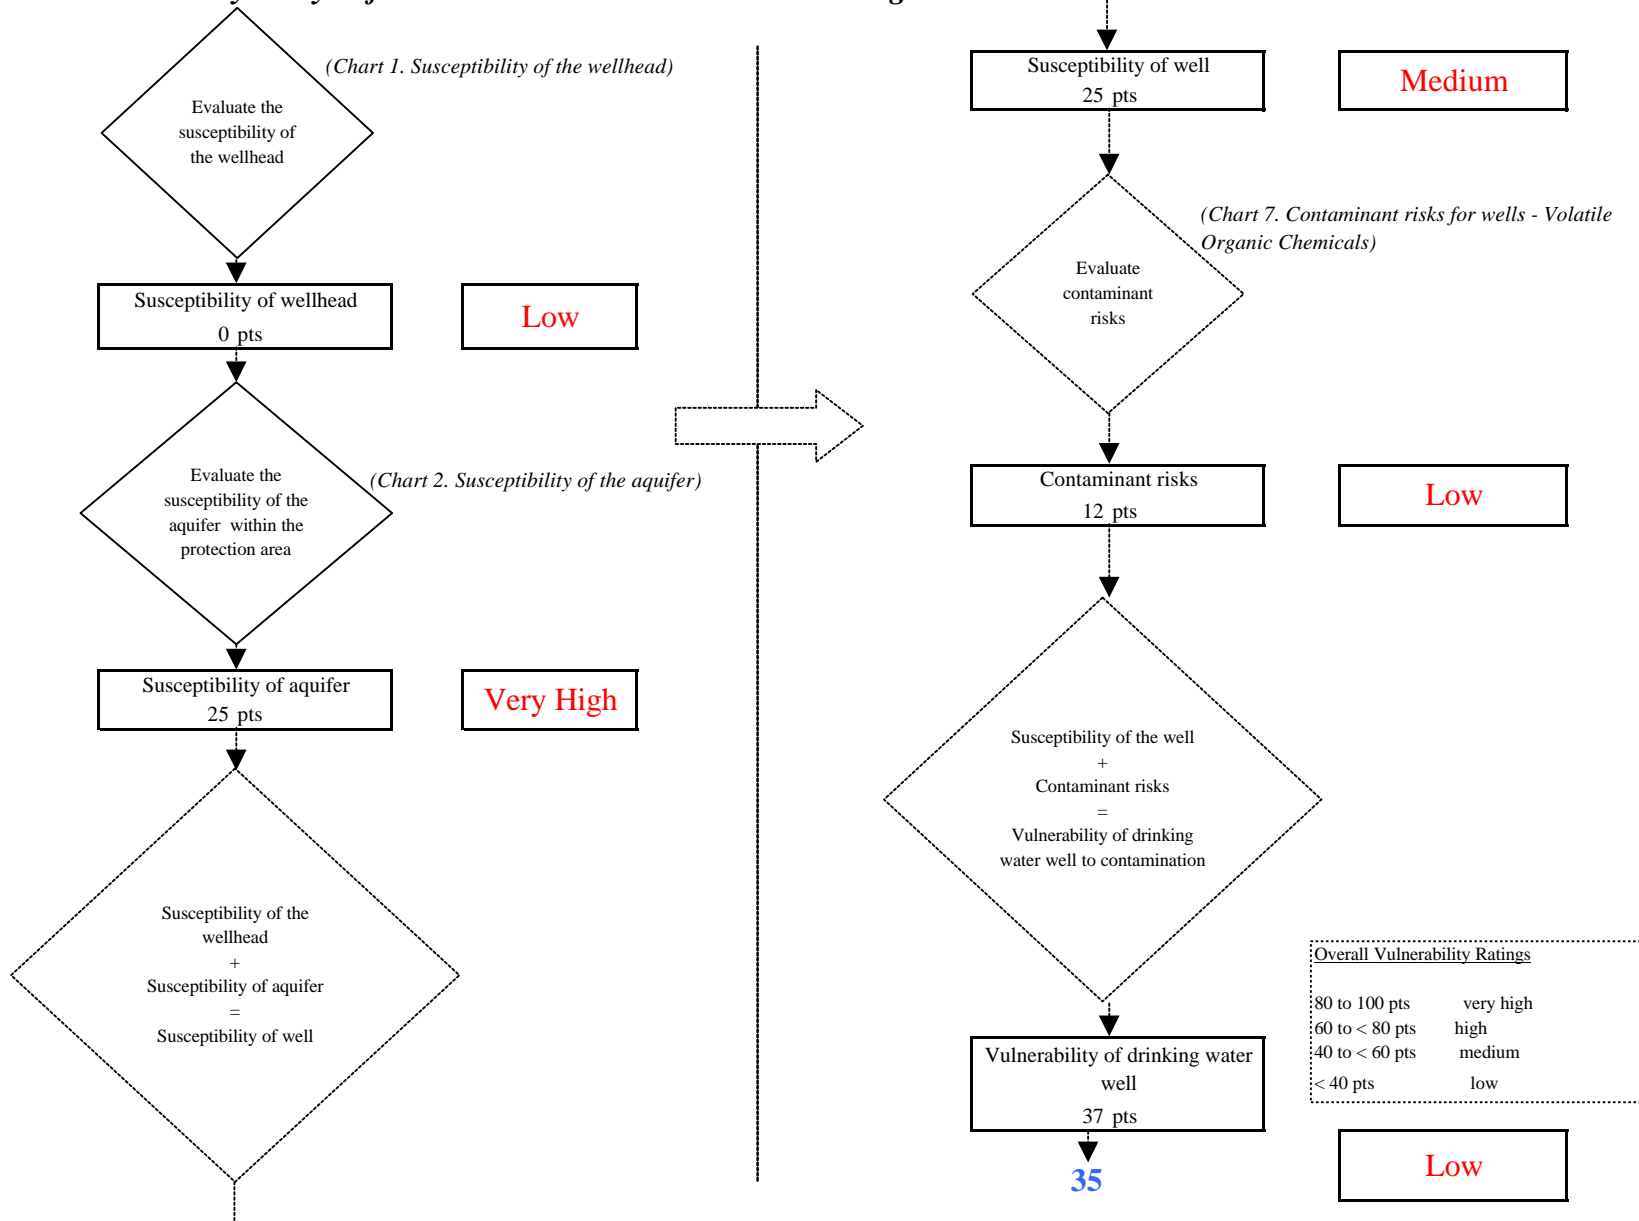 (Chart 1. Susceptibility of the wellhead)
Evaluate the
susceptibility of
the wellhead
Susceptibility of wellhead
0 pts
Low
Evaluate the
susceptibility of the
aquifer within the
protection area
(Chart 2. Susceptibility of the aquifer)
Susceptibility of aquifer
25 pts
Very High
Susceptibility of the
wellhead
+
Susceptibility of aquifer
=
Susceptibility of well
Susceptibility of well
25 pts
Medium
(Chart 7. Contaminant risks for wells - Volatile
Organic Chemicals)
Evaluate
contaminant
risks
Contaminant risks
12 pts
Low
Susceptibility of the well
+
Contaminant risks
=
Vulnerability of drinking
water well to contamination
Overall Vulnerability Ratings
80 to 100 pts very high
60 to < 80 pts high
40 to < 60 pts medium
< 40 pts low
Vulnerability of drinking water
well
37 pts
35
Low